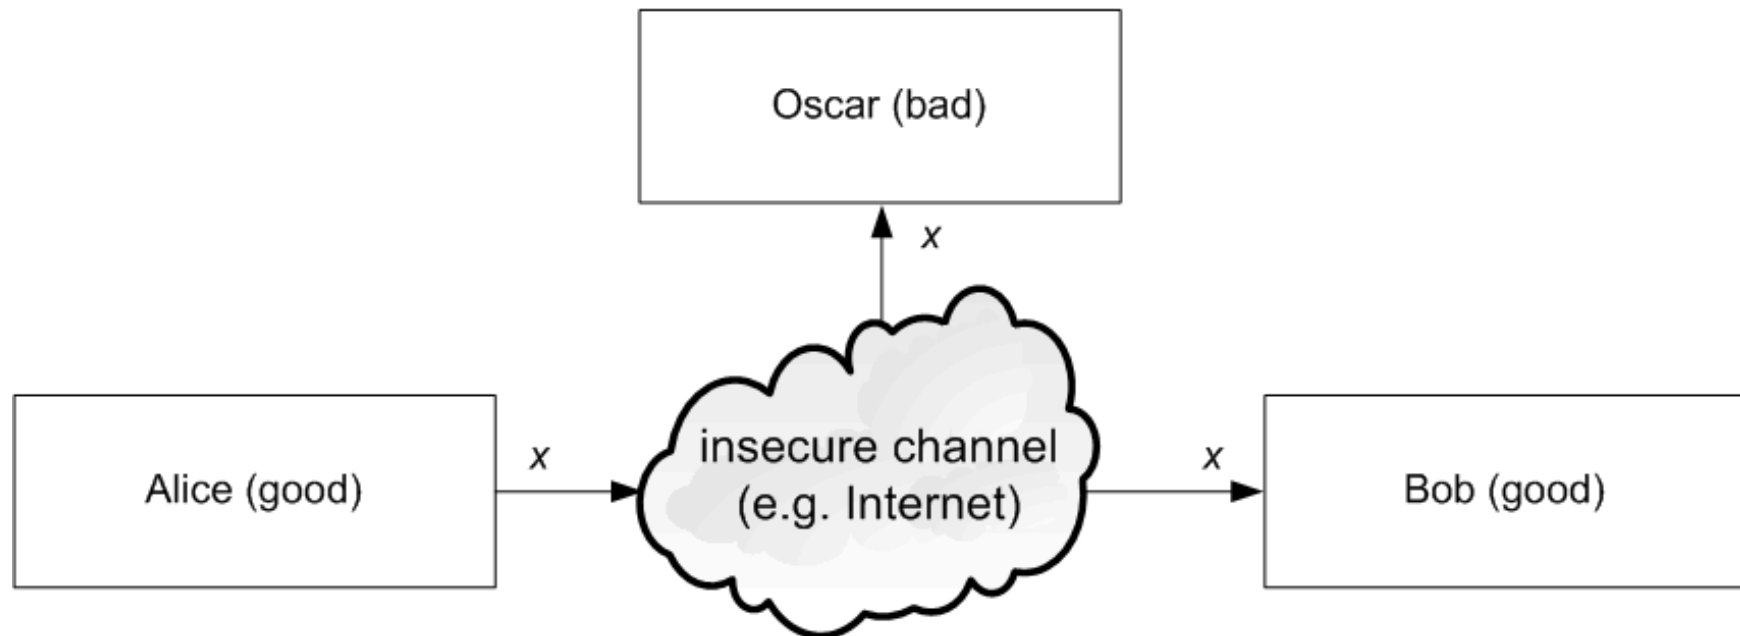 Oscar (bad)
x
insecure channel
(e.g. Internet)
Alice (good)
x
x
Bob (good)